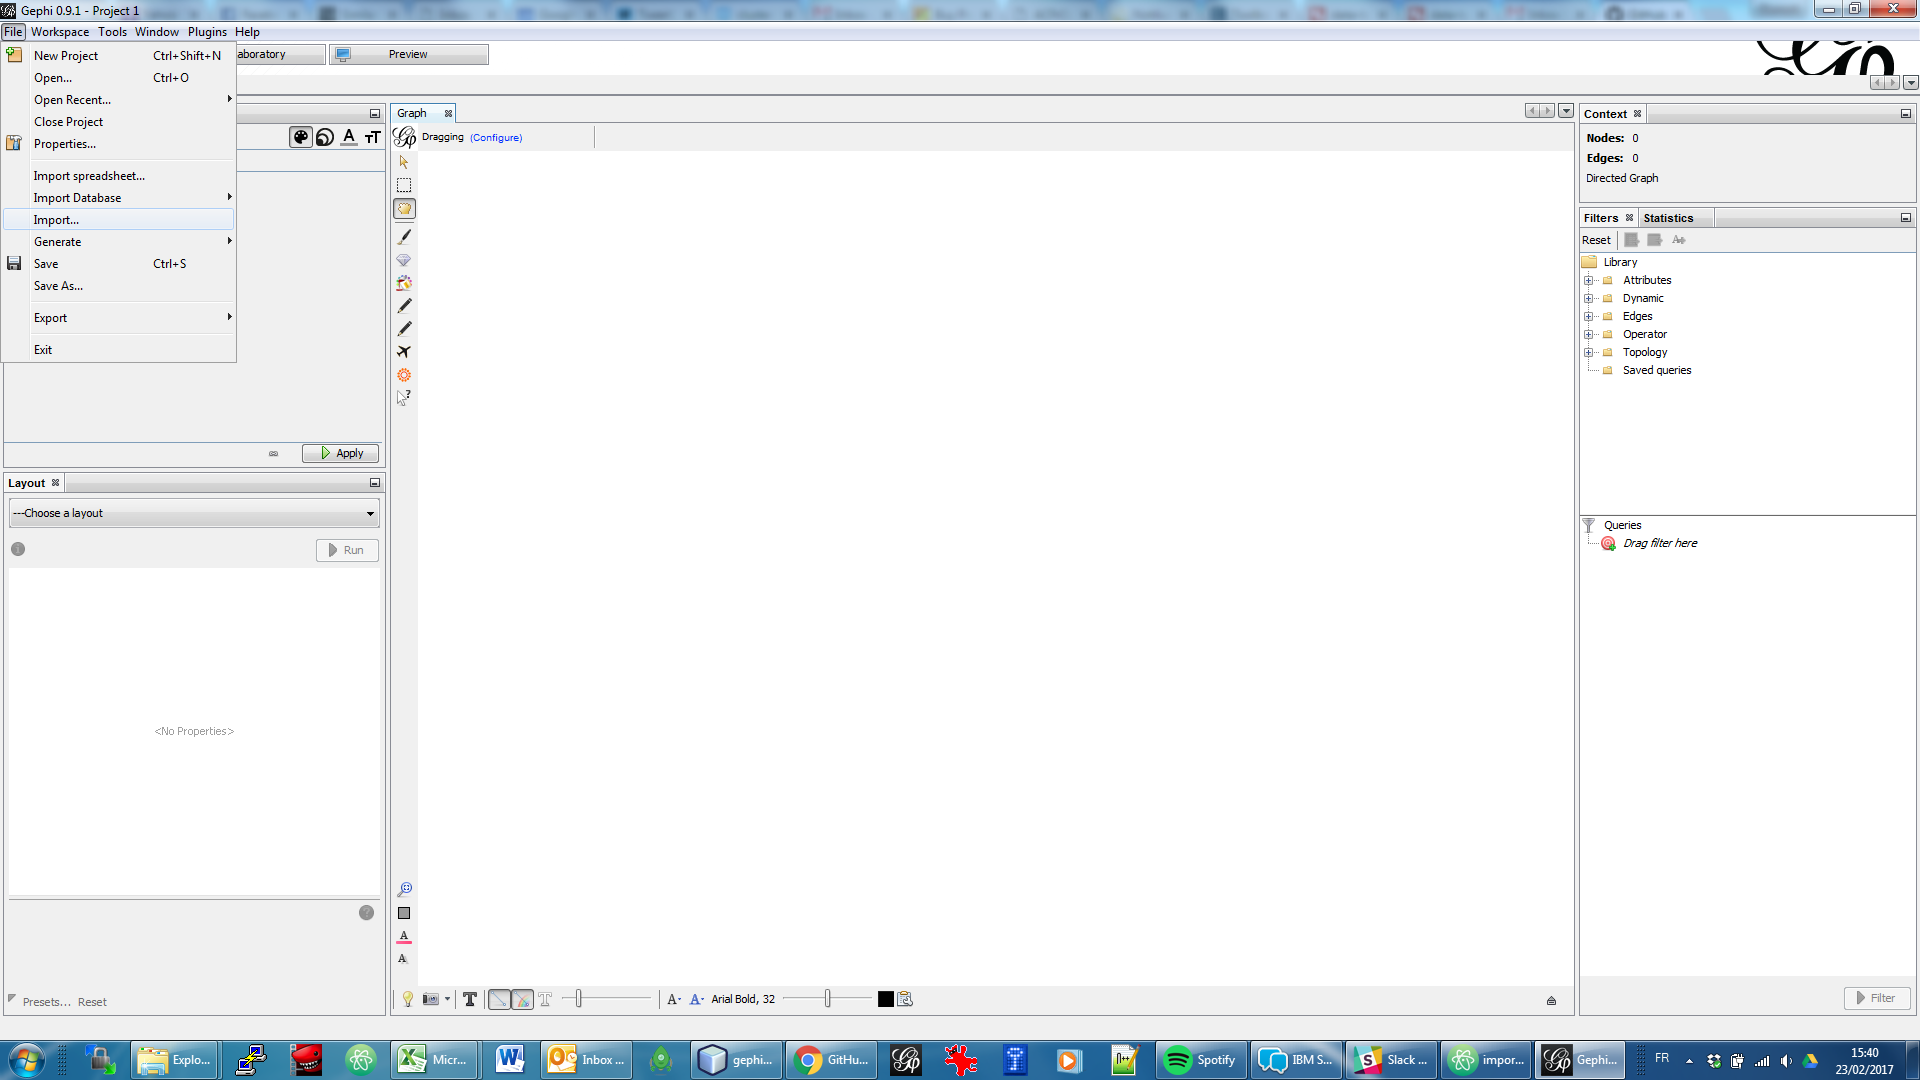 Gephi 0.9.1 - Project 1
File Workspace Tools Window Plugins Help
New Project Ctrl+Shift+N
Open... Ctrl+O
Open Recent...
Close Project
Properties...
Import spreadsheet...
Import Database
Import...
Generate
Save Ctrl+S
Save As...
Export
Exit
aboratory
Preview
Apply
Layout
---Choose a layout
Run
<No Properties>
Presets... Reset
Graph
Dragging (Configure)
Arial Bold, 32
Context
Nodes: 0
Edges: 0
Directed Graph
Filters Statistics
Reset
Library
Attributes
Dynamic
Edges
Operator
Topology
Saved queries
Queries
Drag filter here
Filter
Explo...
Micr...
Inbox ...
gephi...
GitHu...
Spotify
IBM S...
Slack ...
impor...
Gephi...
FR
15:40
23/02/2017